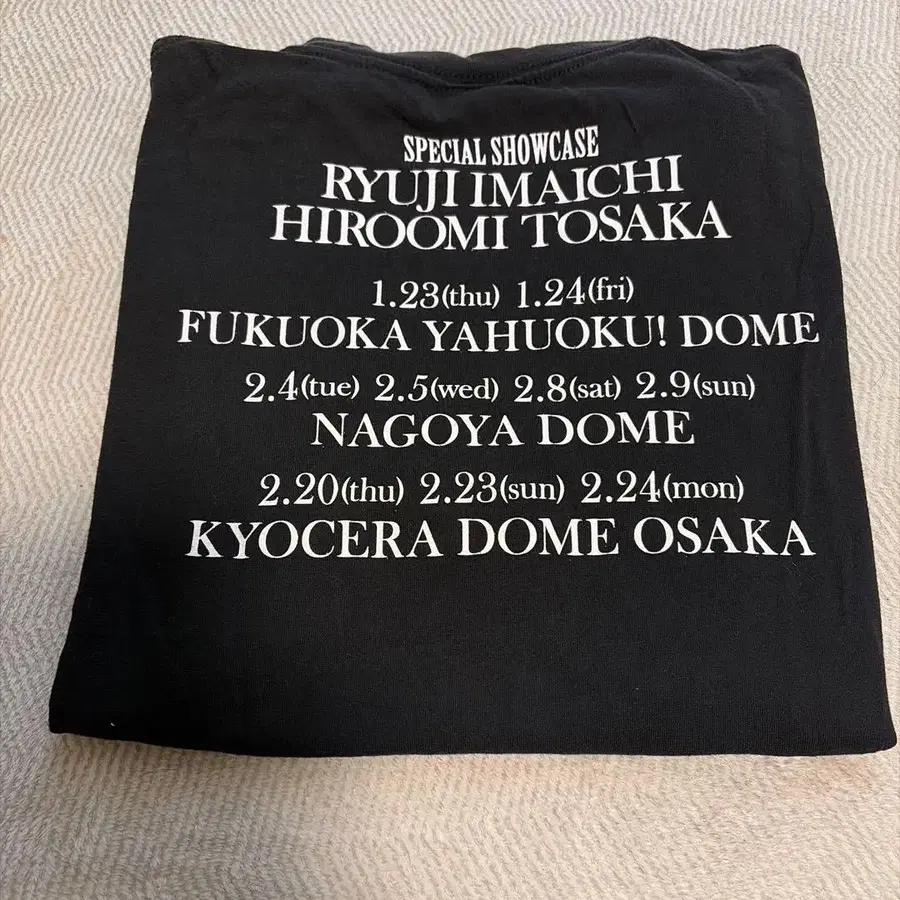 SPECIAL SHOWCASE
RYUJI IMAICHI
HIROOMI TOSAKA
1.23(thu) 1.24(fri)
FUKUOKA YAHUOKU! DOME
2.4(tue) 2.5(wed) 2.8(sat) 2.9(sun)
NAGOYA DOME
2.20(thu) 2.23(sun) 2.24(mon)
KYOCERA DOME OSAKA